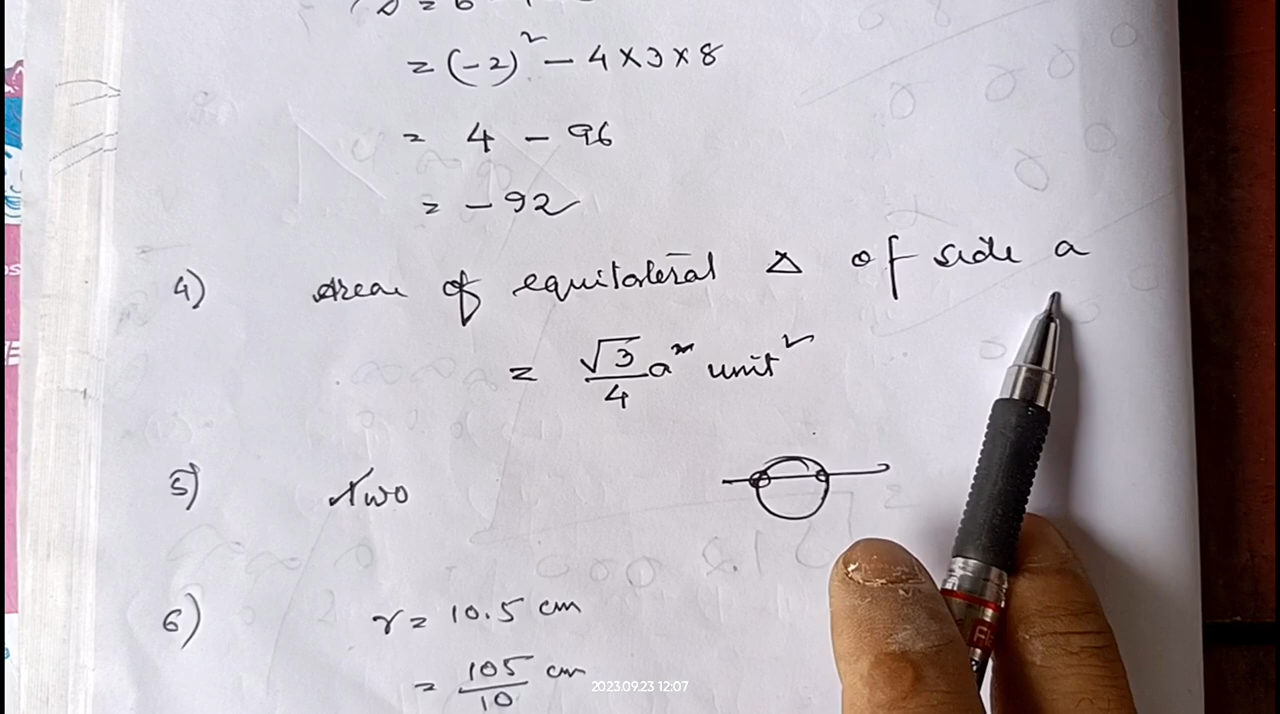 = (-2)² - 4×3×8
= 4 - 96
= -92
4) Area of equilateral Δ of side a
= √3/4 a² unit²
5) Two
6) r = 10.5 cm
= 105/10 cm
2023.09.23 12:07